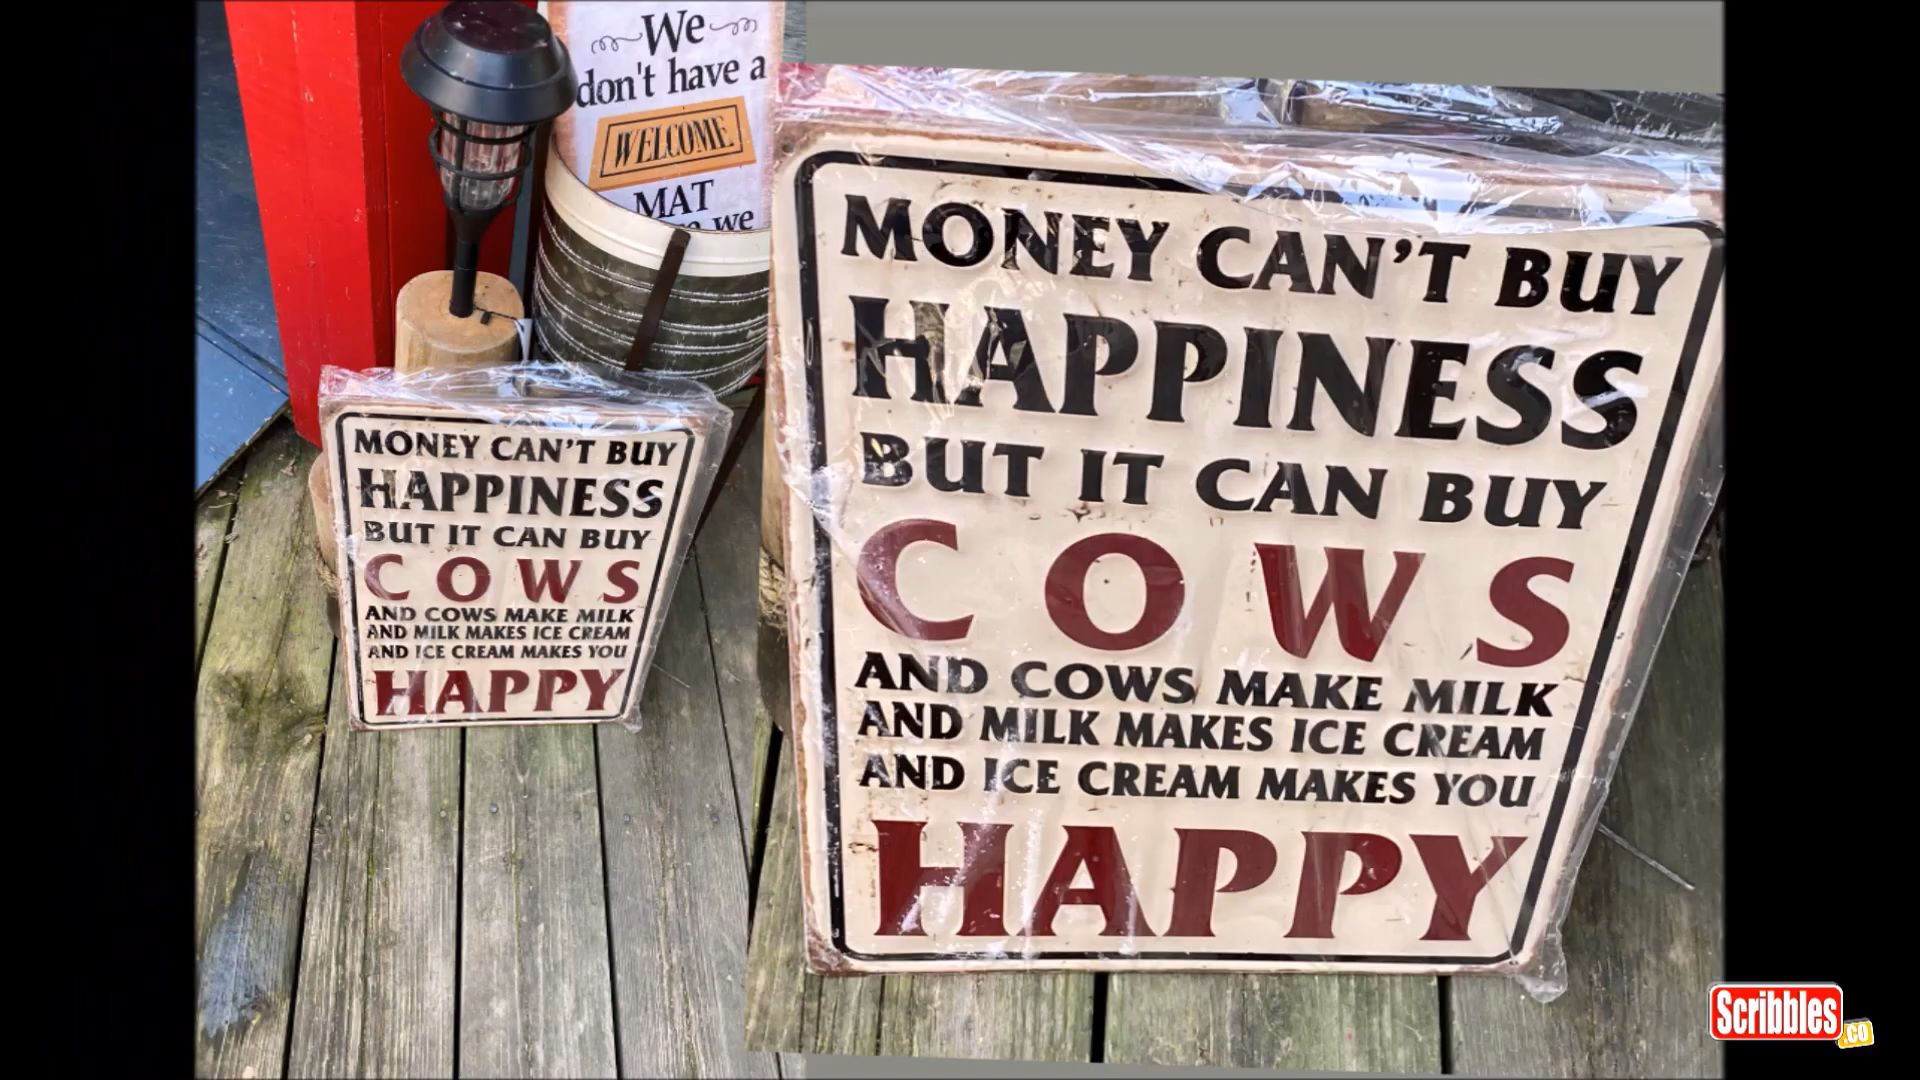 We
don't have a
WELCOME
MAT
we
MONEY CAN'T BUY
HAPPINESS
BUT IT CAN BUY
COWS
AND COWS MAKE MILK
AND MILK MAKES ICE CREAM
AND ICE CREAM MAKES YOU
HAPPY
MONEY CAN'T BUY
HAPPINESS
BUT IT CAN BUY
COWS
AND COWS MAKE MILK
AND MILK MAKES ICE CREAM
AND ICE CREAM MAKES YOU
HAPPY
Scribbles
.co